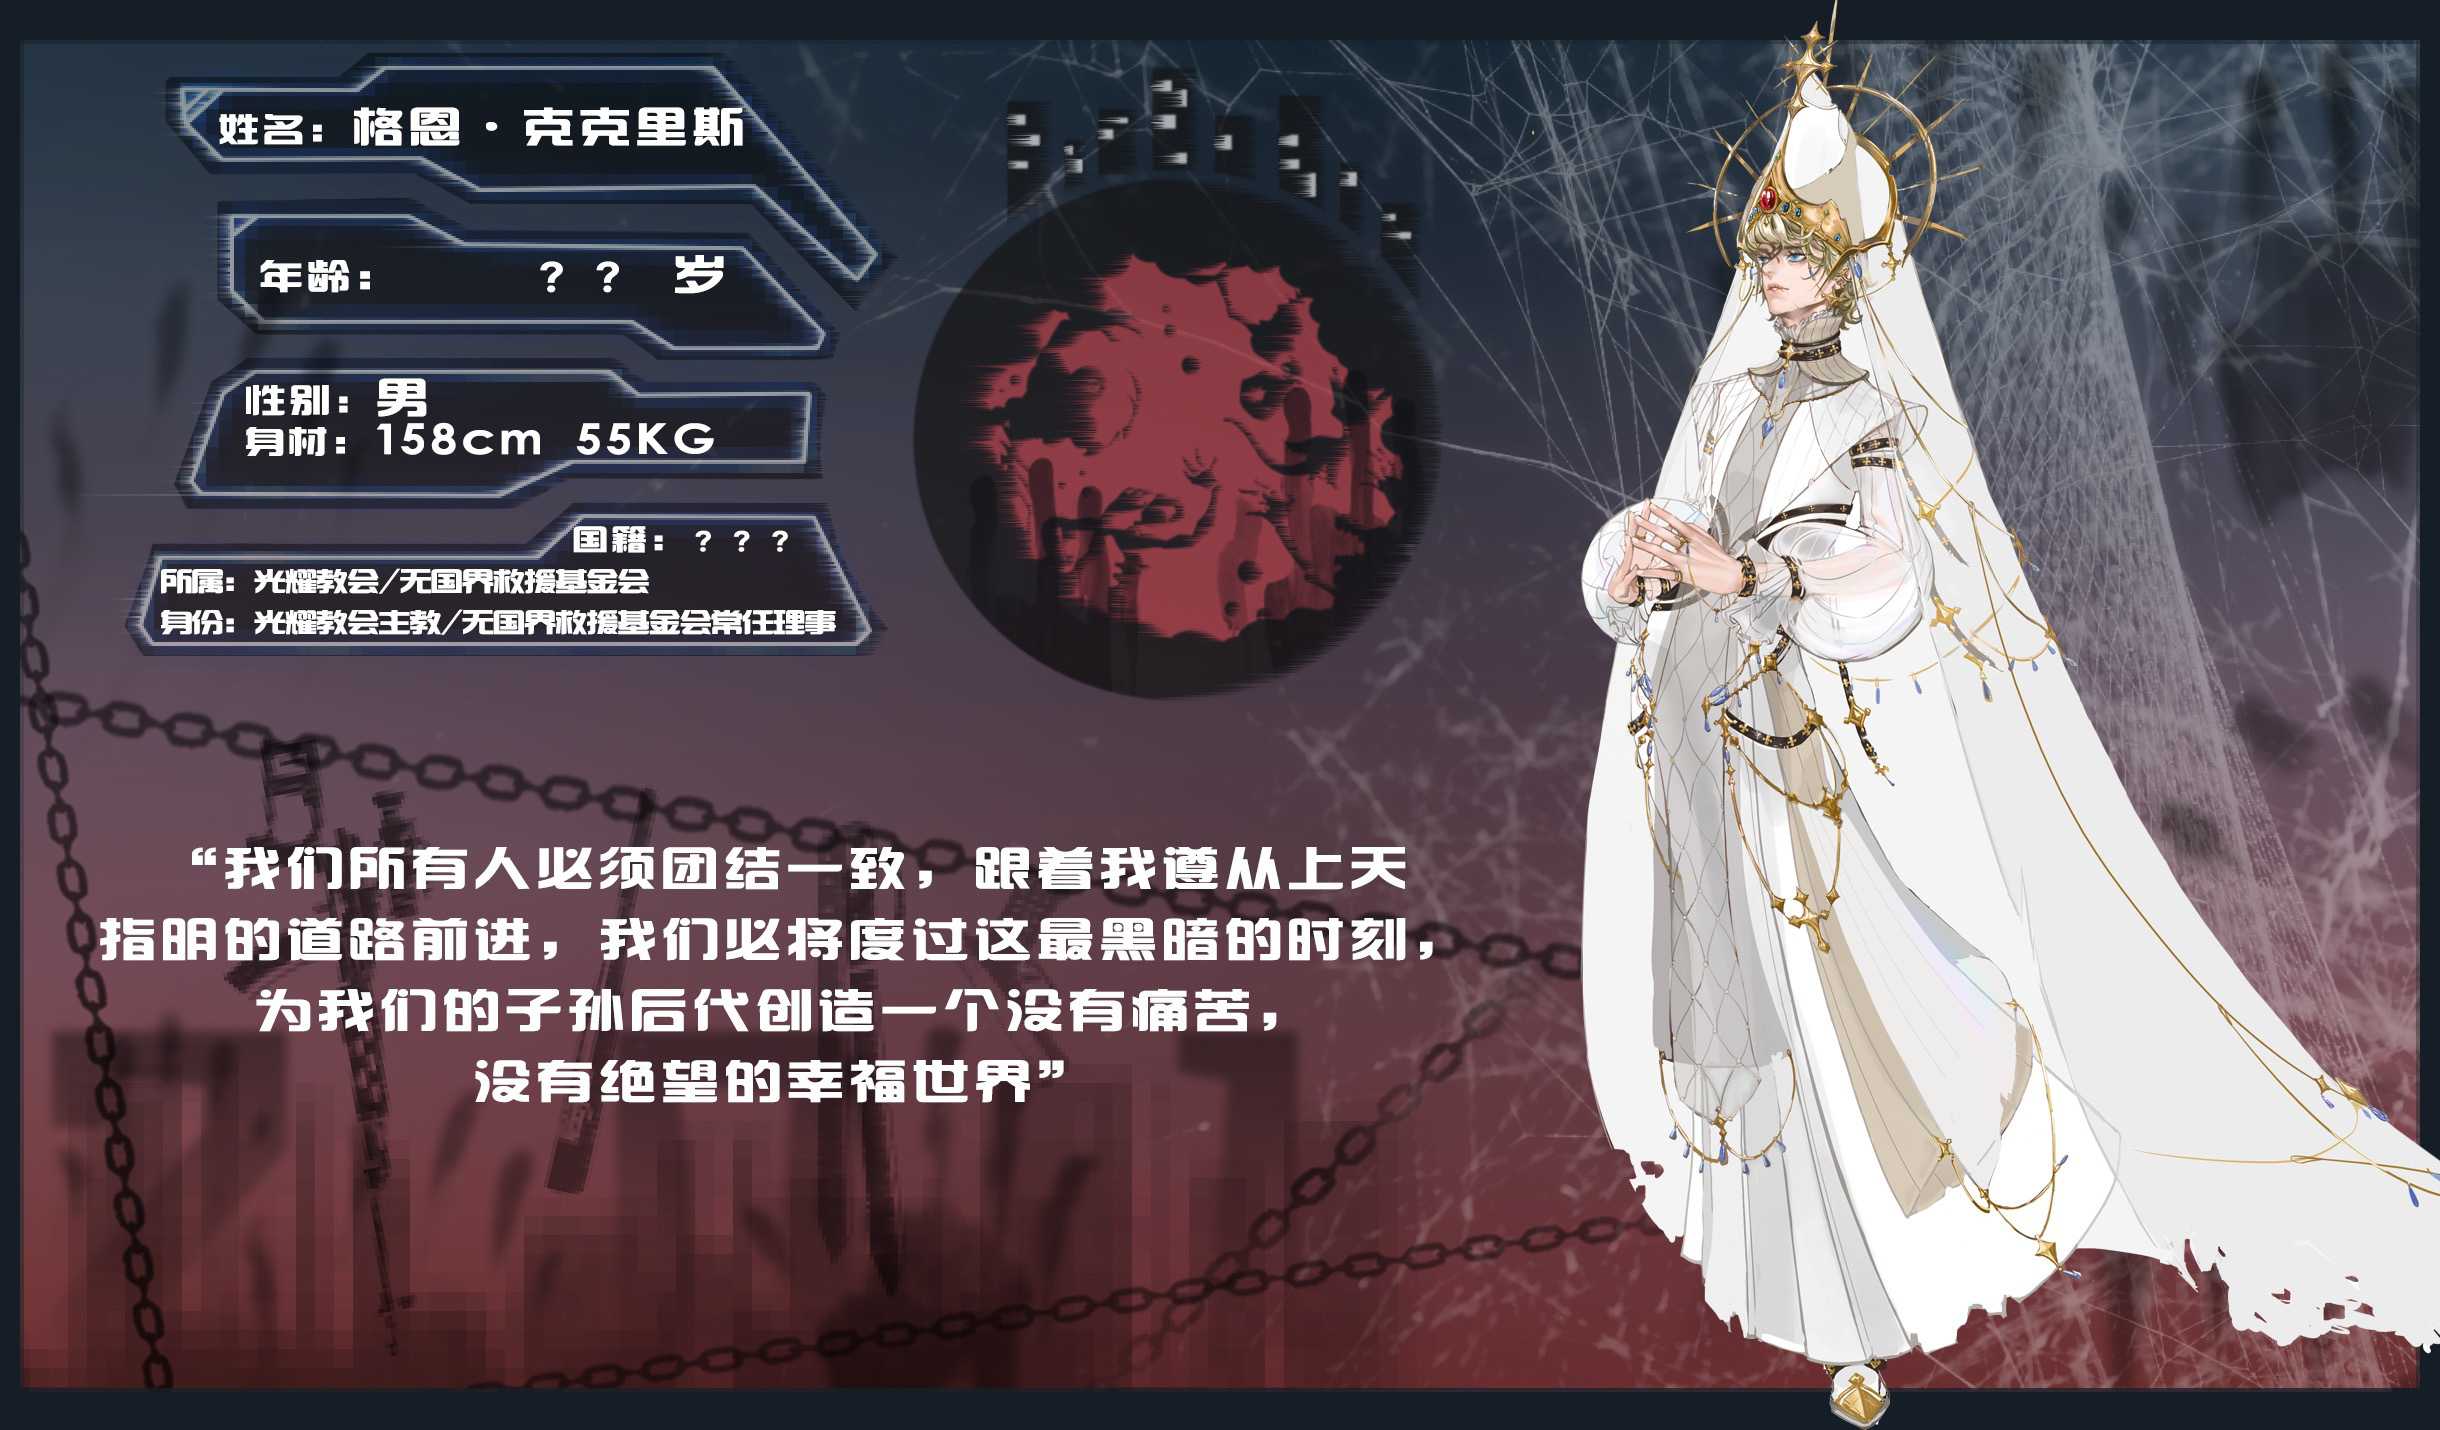 姓名：格恩·克克里斯
年龄： ？？ 岁
性别：男
身材：158cm 55KG
国籍：？？？
所属：光耀教会/无国界救援基金会
身份：光耀教会主教/无国界救援基金会常任理事
“我们所有人必须团结一致，跟着我遵从上天
指明的道路前进，我们必将度过这最黑暗的时刻，
为我们的子孙后代创造一个没有痛苦，
没有绝望的幸福世界”